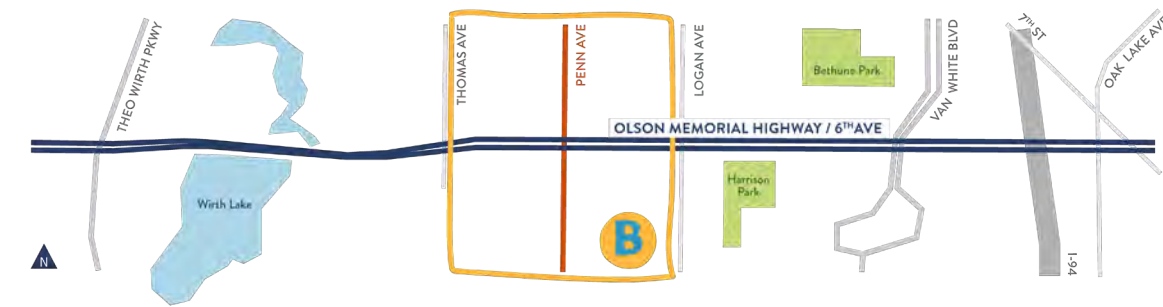 THEO WIRTH PKWY
Wirth Lake
N
THOMAS AVE
PENN AVE
LOGAN AVE
OLSON MEMORIAL HIGHWAY / 6TH AVE
B
Harrison
Park
Bethune Park
VAN WHITE BLVD
7TH ST
I-94
OAK LAKE AVE